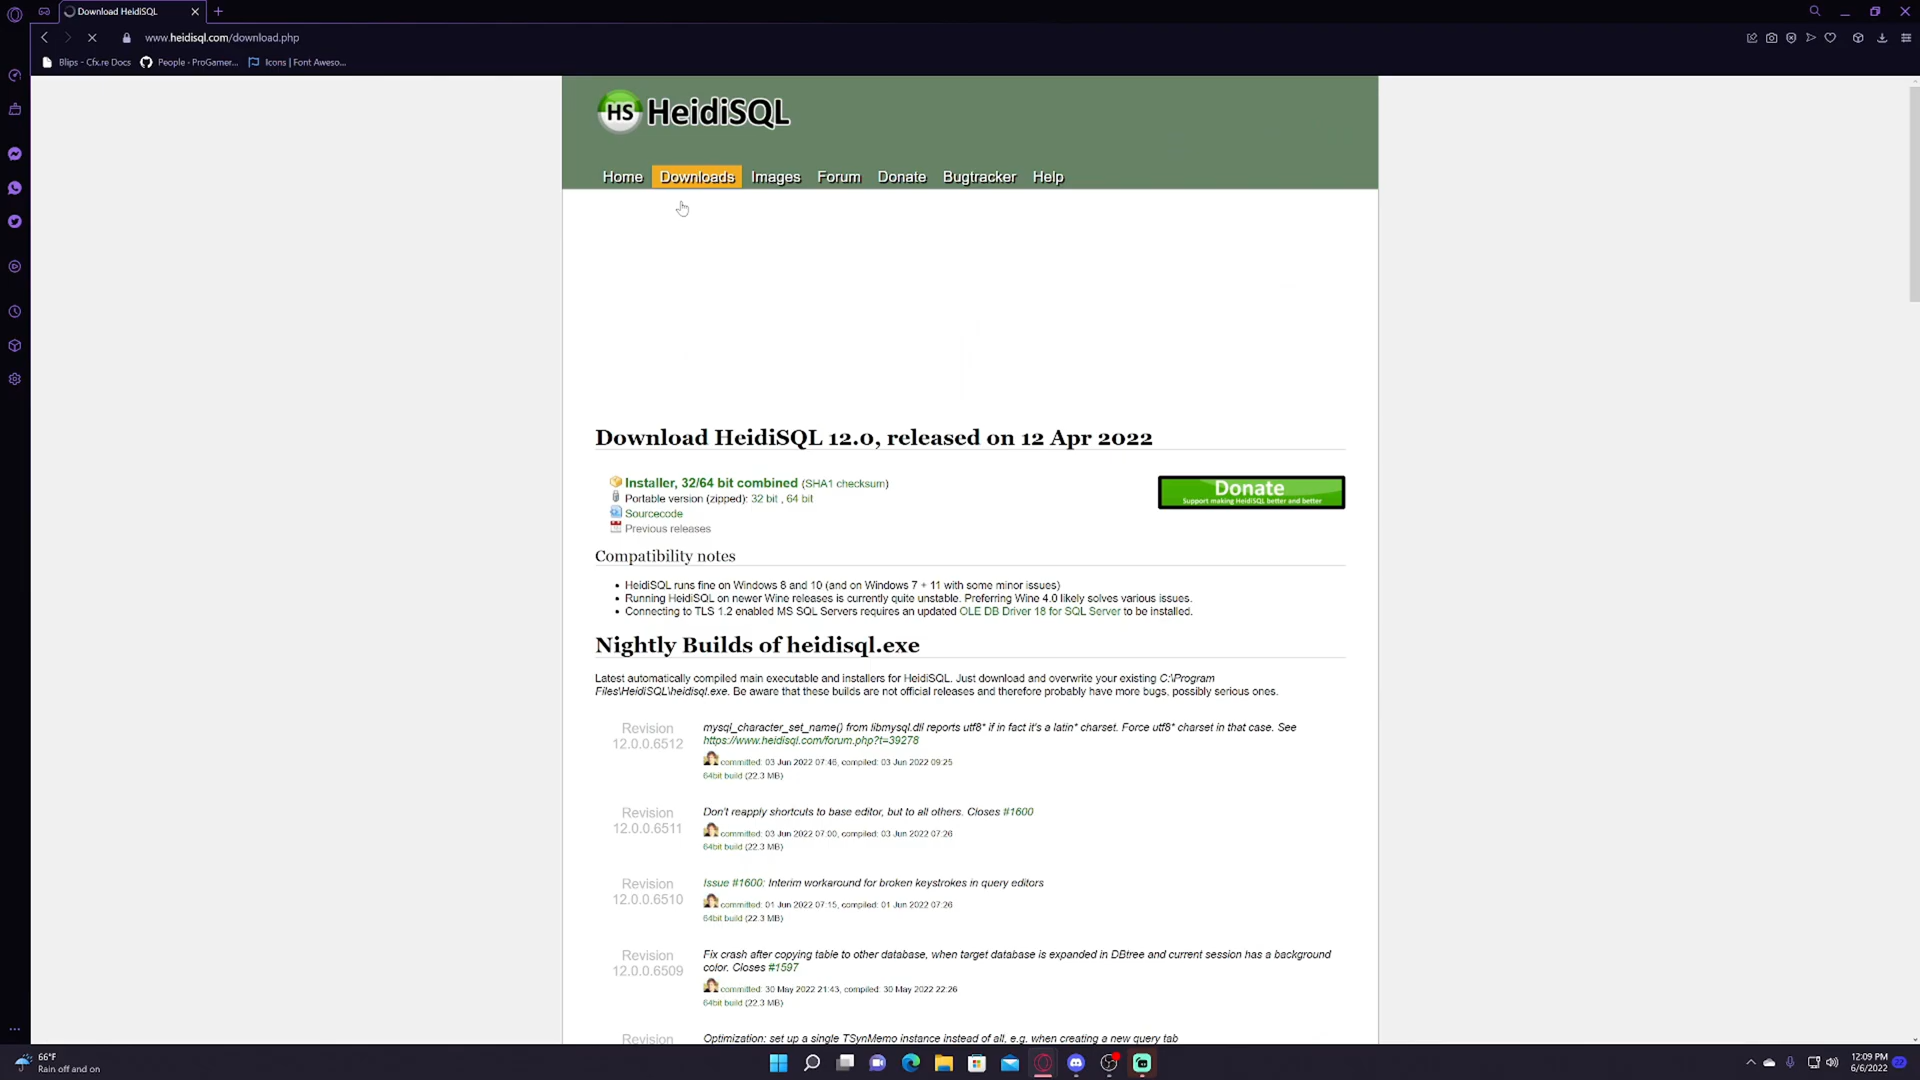 Download HeidiSQL
www.heidisql.com/download.php
Blips - Cfx.re Docs
People - ProGamer...
Icons | Font Aweso...
HS HeidiSQL
Home Downloads Images Forum Donate Bugtracker Help
Download HeidiSQL 12.0, released on 12 Apr 2022
Installer, 32/64 bit combined (SHA1 checksum)
Portable version (zipped): 32 bit , 64 bit
Sourcecode
Previous releases
Donate
Support making HeidiSQL better and better
Compatibility notes
• HeidiSQL runs fine on Windows 8 and 10 (and on Windows 7 + 11 with some minor issues)
• Running HeidiSQL on newer Wine releases is currently quite unstable. Preferring Wine 4.0 likely solves various issues.
• Connecting to TLS 1.2 enabled MS SQL Servers requires an updated OLE DB Driver 18 for SQL Server to be installed.
Nightly Builds of heidisql.exe
Latest automatically compiled main executable and installers for HeidiSQL. Just download and overwrite your existing C:\Program
Files\HeidiSQL\heidisql.exe. Be aware that these builds are not official releases and therefore probably have more bugs, possibly serious ones.
Revision
12.0.0.6512
mysql_character_set_name() from libmysql.dll reports utf8* if in fact it's a latin* charset. Force utf8* charset in that case. See
https://www.heidisql.com/forum.php?t=39278
committed: 03 Jun 2022 07:46, compiled: 03 Jun 2022 09:25
64bit build (22.3 MB)
Revision
12.0.0.6511
Don't reapply shortcuts to base editor, but to all others. Closes #1600
committed: 03 Jun 2022 07:00, compiled: 03 Jun 2022 07:26
64bit build (22.3 MB)
Revision
12.0.0.6510
Issue #1600: Interim workaround for broken keystrokes in query editors
committed: 01 Jun 2022 07:15, compiled: 01 Jun 2022 07:26
64bit build (22.3 MB)
Revision
12.0.0.6509
Fix crash after copying table to other database, when target database is expanded in DBtree and current session has a background
color. Closes #1597
committed: 30 May 2022 21:43, compiled: 30 May 2022 22:26
64bit build (22.3 MB)
Revision
Optimization: set up a single TSynMemo instance instead of all, e.g. when creating a new query tab
66°F
Rain off and on
12:09 PM
6/6/2022
22